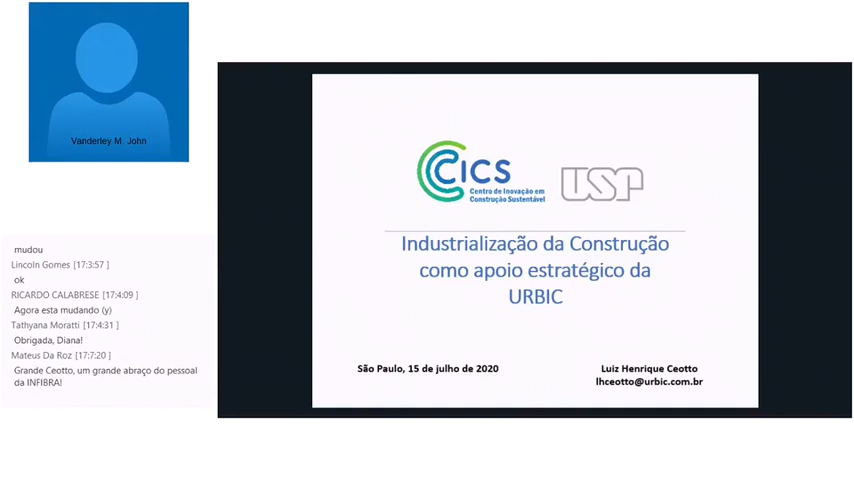 Vanderley M. John
mudou
Lincoln Gomes [17:3:57 ]
ok
RICARDO CALABRESE [17:4:09 ]
Agora esta mudando (y)
Tathyana Moratti [17:4:31 ]
Obrigada, Diana!
Mateus Da Roz [17:7:20 ]
Grande Ceotto, um grande abraço do pessoal
da INFIBRA!
CICS
Centro de Inovação em
Construção Sustentável
USP
Industrialização da Construção
como apoio estratégico da
URBIC
São Paulo, 15 de julho de 2020
Luiz Henrique Ceotto
lhceotto@urbic.com.br